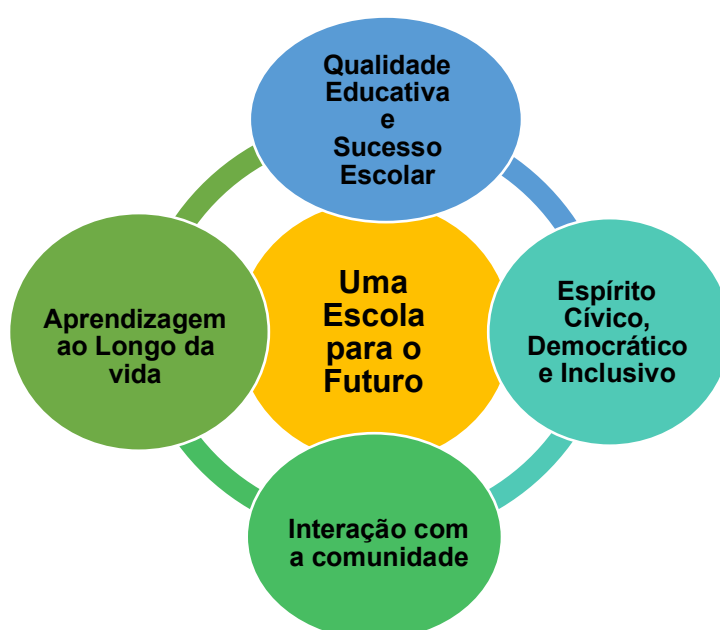 Qualidade
Educativa
e
Sucesso
Escolar
Uma
Escola
para o
Futuro
Espírito
Cívico,
Democrático
e Inclusivo
Aprendizagem
ao Longo da
vida
Interação com
a comunidade